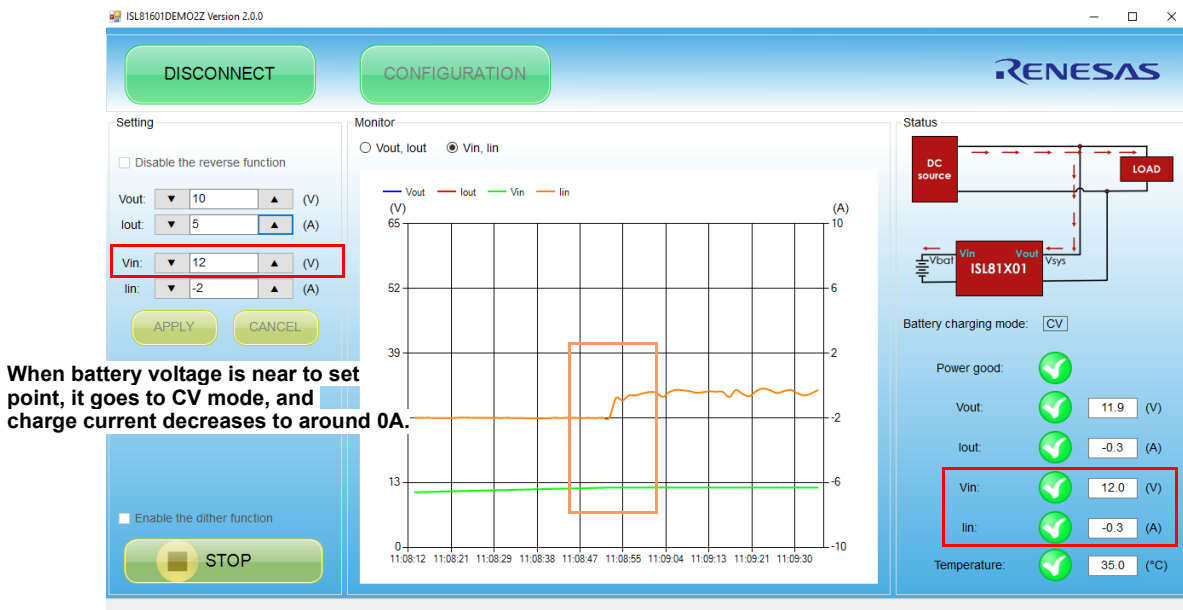 ISL81601DEMO2Z Version 2.0.0
DISCONNECT
CONFIGURATION
RENESAS
Setting
Disable the reverse function
Vout: ▼ 10 ▲ (V)
Iout: ▼ 5 ▲ (A)
Vin: ▼ 12 ▲ (V)
Iin: ▼ -2 ▲ (A)
APPLY
CANCEL
When battery voltage is near to set
point, it goes to CV mode, and
charge current decreases to around 0A.
Enable the dither function
STOP
Monitor
Vout, Iout
Vin, Iin
Vout Iout Vin Iin
(V)
(A)
65
52
39
13
0
10
6
2
-2
-6
-10
11:08:12 11:08:21 11:08:29 11:08:38 11:08:47 11:08:55 11:09:04 11:09:13 11:09:21 11:09:30
Status
DC
source
LOAD
Vbat
Vin Vout
ISL81X01
Vsys
Battery charging mode: CV
Power good:
Vout: 11.9 (V)
Iout: -0.3 (A)
Vin: 12.0 (V)
Iin: -0.3 (A)
Temperature: 35.0 (°C)